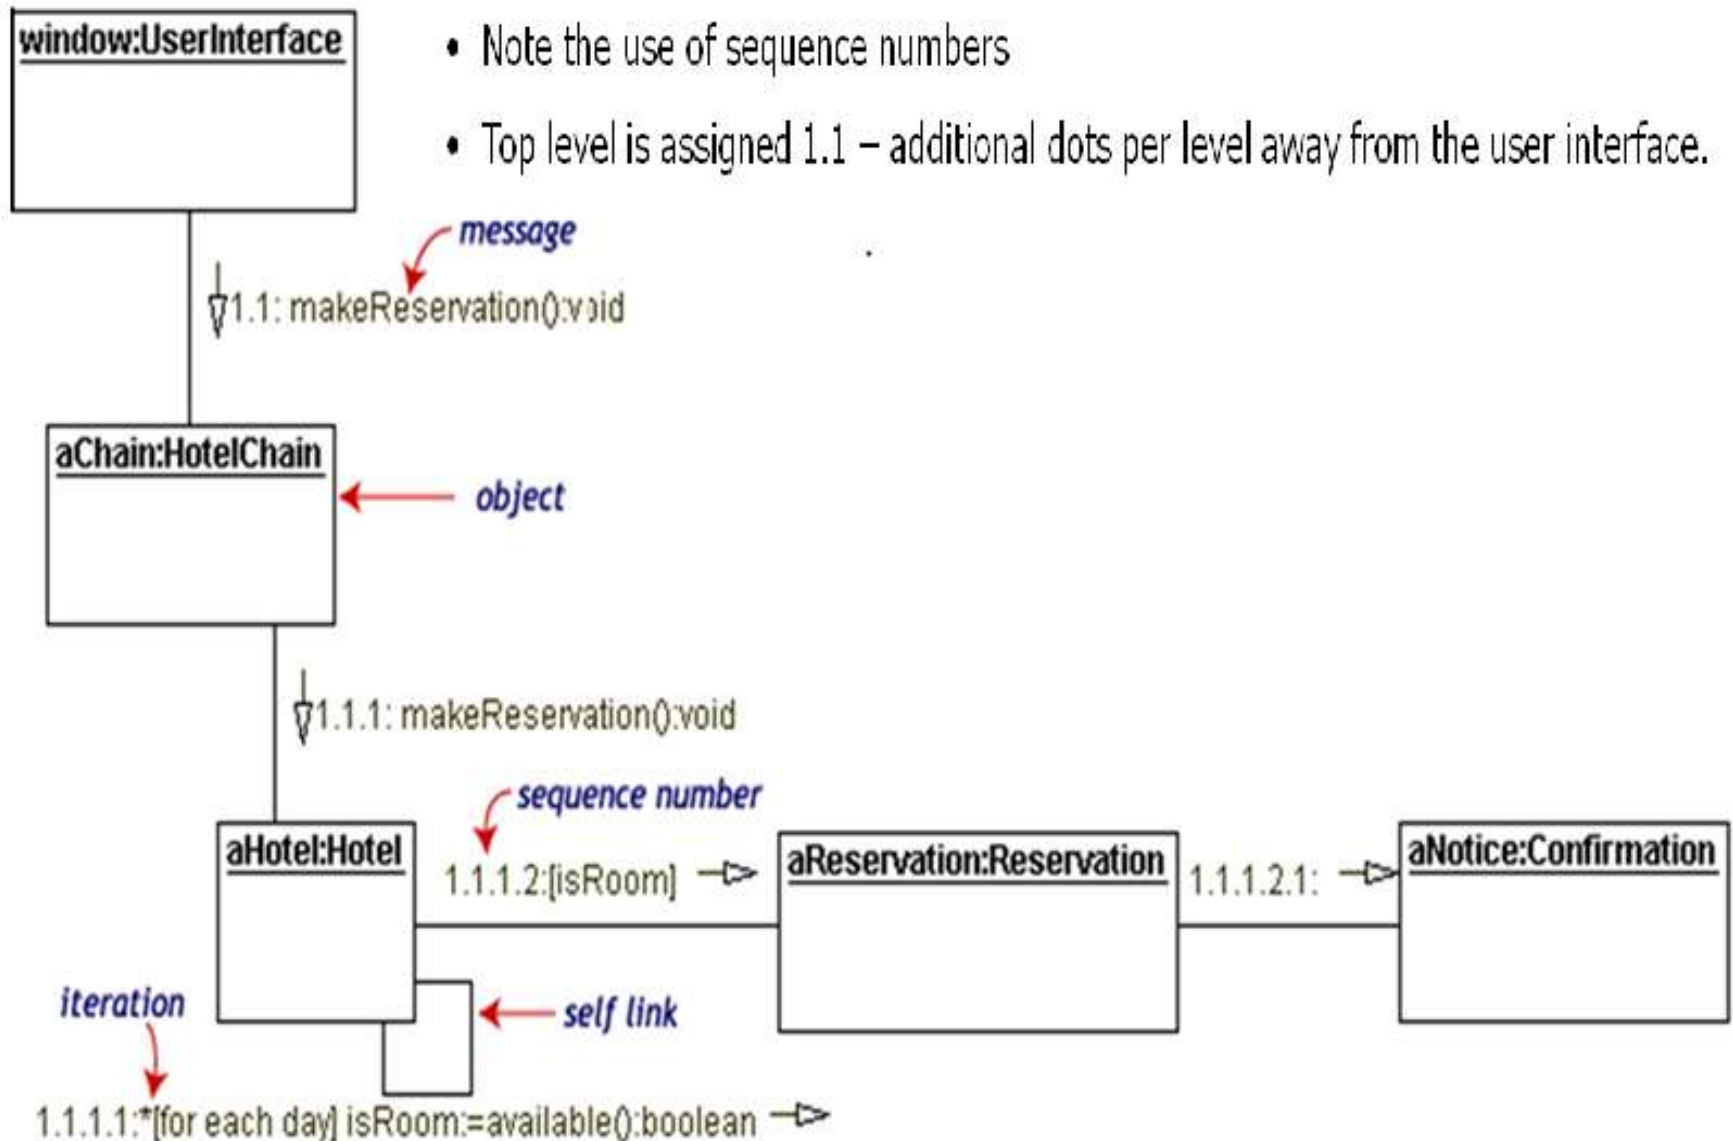 window:UserInterface
• Note the use of sequence numbers
• Top level is assigned 1.1 – additional dots per level away from the user interface.
message
1.1: makeReservation():void
aChain:HotelChain
object
1.1.1: makeReservation():void
sequence number
aHotel:Hotel
1.1.1.2:[isRoom]
aReservation:Reservation
1.1.1.2.1:
aNotice:Confirmation
iteration
self link
1.1.1.1:*[for each day] isRoom:=available():boolean